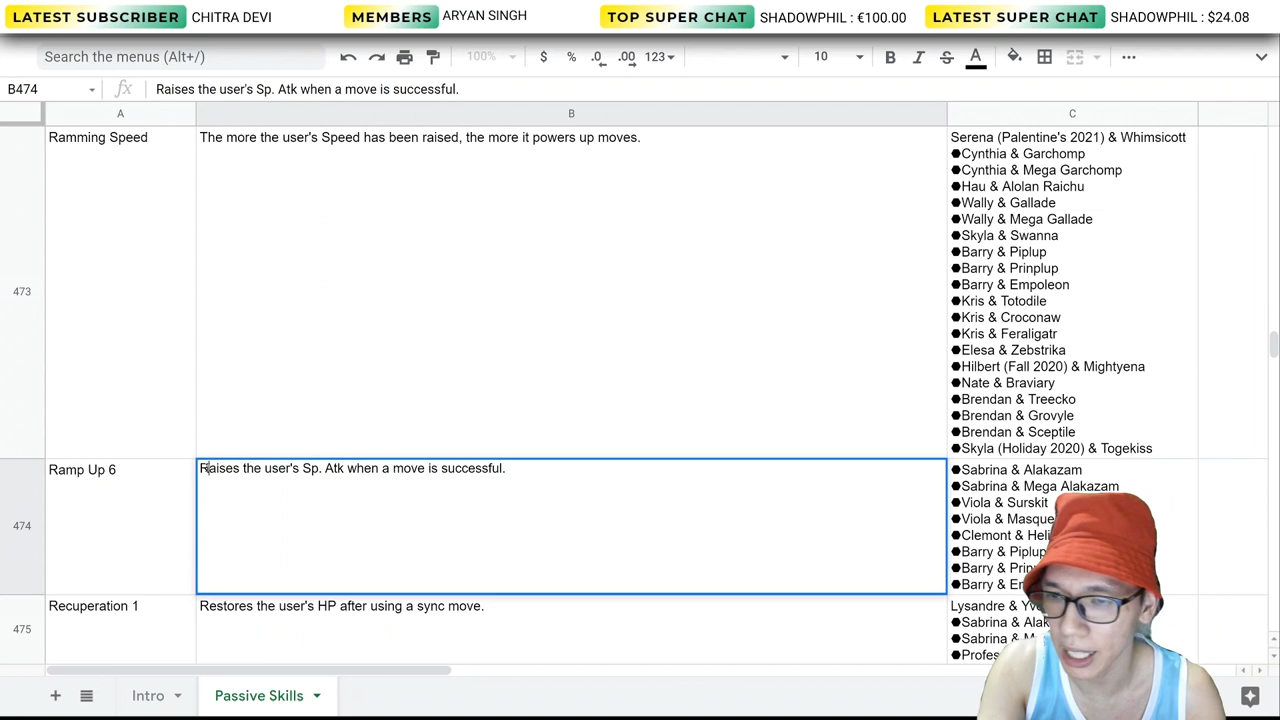 LATEST SUBSCRIBER CHITRA DEVI MEMBERS ARYAN SINGH TOP SUPER CHAT SHADOWPHIL : €100.00 LATEST SUPER CHAT SHADOWPHIL : $24.08
Search the menus (Alt+/) 100% $ % .0 .00 123 10 B I S A
B474 fx Raises the user's Sp. Atk when a move is successful.
A B C
473
Ramming Speed
The more the user's Speed has been raised, the more it powers up moves.
Serena (Palentine's 2021) & Whimsicott
⬣Cynthia & Garchomp
⬣Cynthia & Mega Garchomp
⬣Hau & Alolan Raichu
⬣Wally & Gallade
⬣Wally & Mega Gallade
⬣Skyla & Swanna
⬣Barry & Piplup
⬣Barry & Prinplup
⬣Barry & Empoleon
⬣Kris & Totodile
⬣Kris & Croconaw
⬣Kris & Feraligatr
⬣Elesa & Zebstrika
⬣Hilbert (Fall 2020) & Mightyena
⬣Nate & Braviary
⬣Brendan & Treecko
⬣Brendan & Grovyle
⬣Brendan & Sceptile
⬣Skyla (Holiday 2020) & Togekiss
474
Ramp Up 6
Raises the user's Sp. Atk when a move is successful.
⬣Sabrina & Alakazam
⬣Sabrina & Mega Alakazam
⬣Viola & Surskit
⬣Viola & Masque
⬣Clemont & Heli
⬣Barry & Piplup
⬣Barry & Prin
⬣Barry & Em
475
Recuperation 1
Restores the user's HP after using a sync move.
Lysandre & Yv
⬣Sabrina & Alak
⬣Sabrina & M
⬣Profes
Intro Passive Skills